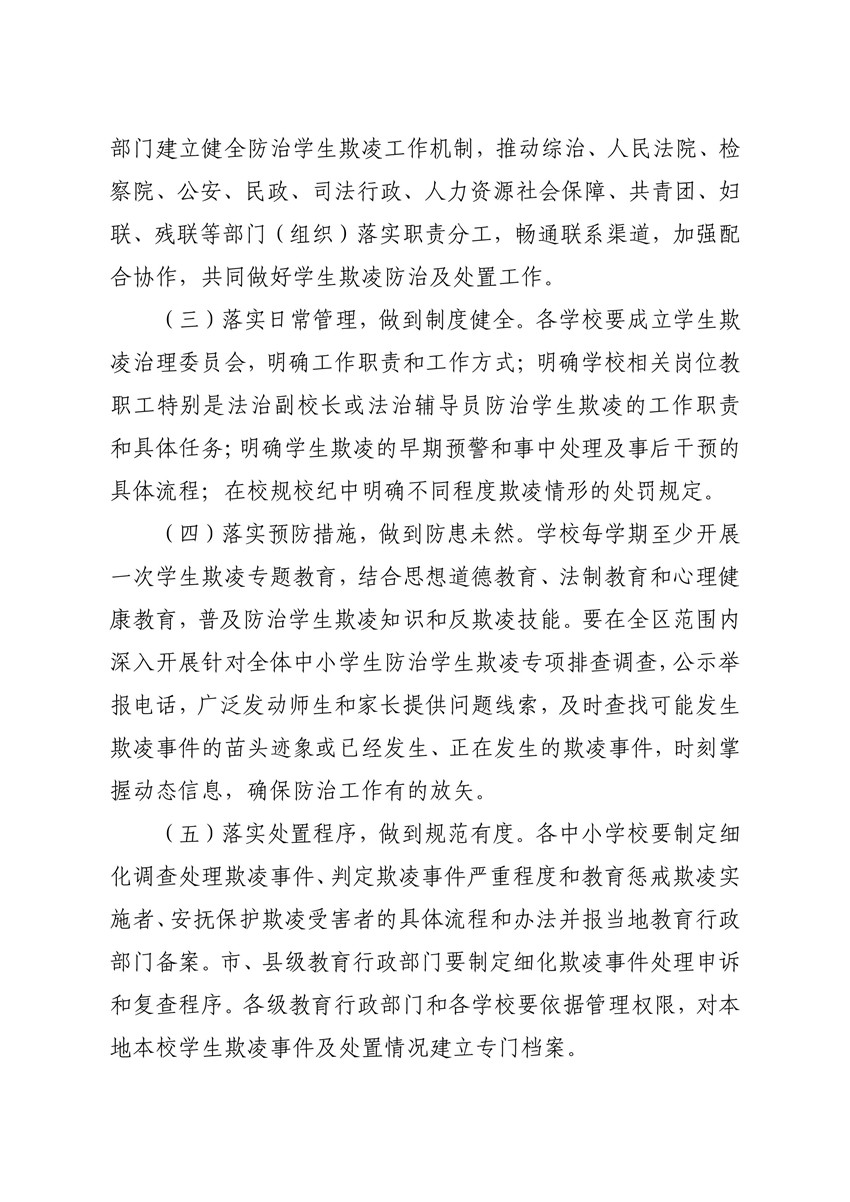 部门建立健全防治学生欺凌工作机制，推动综治、人民法院、检
察院、公安、民政、司法行政、人力资源社会保障、共青团、妇
联、残联等部门（组织）落实职责分工，畅通联系渠道，加强配
合协作，共同做好学生欺凌防治及处置工作。
（三）落实日常管理，做到制度健全。各学校要成立学生欺
凌治理委员会，明确工作职责和工作方式；明确学校相关岗位教
职工特别是法治副校长或法治辅导员防治学生欺凌的工作职责
和具体任务；明确学生欺凌的早期预警和事中处理及事后干预的
具体流程；在校规校纪中明确不同程度欺凌情形的处罚规定。
（四）落实预防措施，做到防患未然。学校每学期至少开展
一次学生欺凌专题教育，结合思想道德教育、法制教育和心理健
康教育，普及防治学生欺凌知识和反欺凌技能。要在全区范围内
深入开展针对全体中小学生防治学生欺凌专项排查调查，公示举
报电话，广泛发动师生和家长提供问题线索，及时查找可能发生
欺凌事件的苗头迹象或已经发生、正在发生的欺凌事件，时刻掌
握动态信息，确保防治工作有的放矢。
（五）落实处置程序，做到规范有度。各中小学校要制定细
化调查处理欺凌事件、判定欺凌事件严重程度和教育惩戒欺凌实
施者、安抚保护欺凌受害者的具体流程和办法并报当地教育行政
部门备案。市、县级教育行政部门要制定细化欺凌事件处理申诉
和复查程序。各级教育行政部门和各学校要依据管理权限，对本
地本校学生欺凌事件及处置情况建立专门档案。